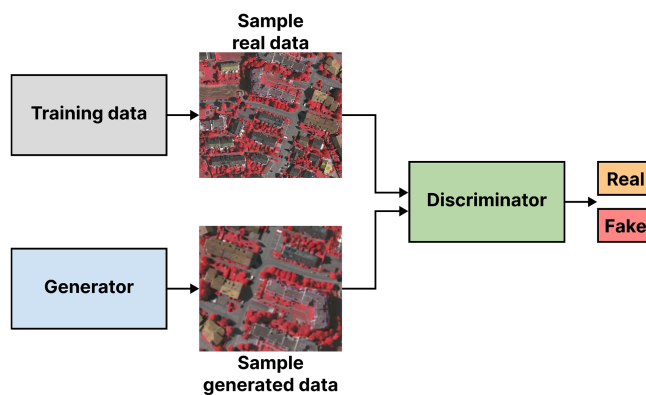 Sample
real data
Training data
Discriminator
Real
Fake
Generator
Sample
generated data